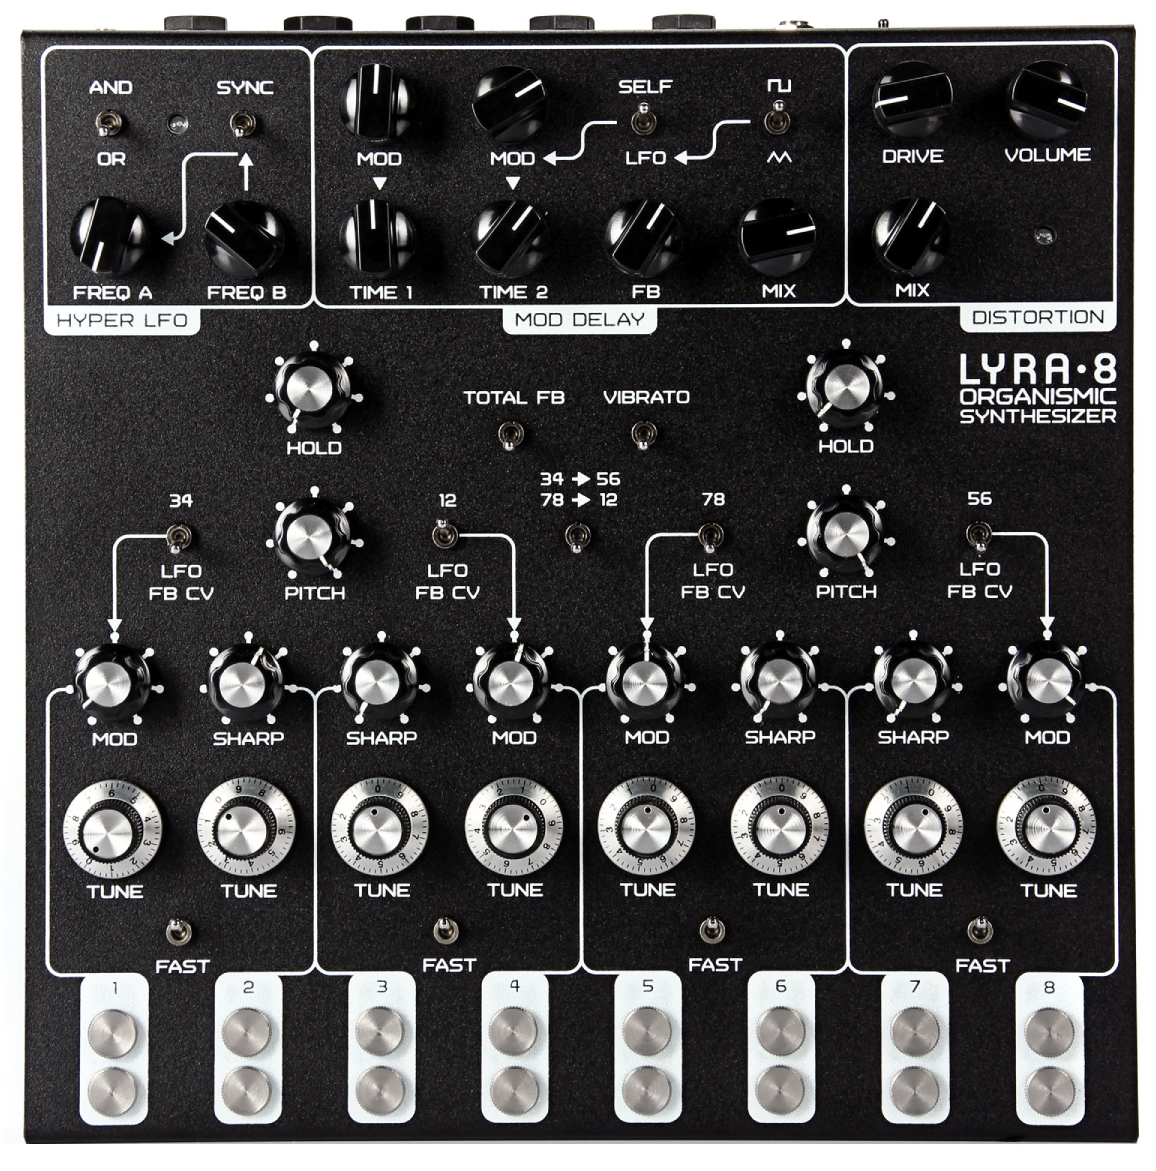 AND
SYNC
SELF
OR
MOD
MOD
LFO
DRIVE
VOLUME
FREQ A
FREQ B
TIME 1
TIME 2
FB
MIX
MIX
HYPER LFO
MOD DELAY
DISTORTION
LYRA·8
ORGANISMIC
SYNTHESIZER
HOLD
TOTAL FB
VIBRATO
HOLD
34 → 56
78 → 12
34
12
78
56
LFO
FB CV
PITCH
LFO
FB CV
LFO
FB CV
PITCH
LFO
FB CV
MOD
SHARP
SHARP
MOD
MOD
SHARP
SHARP
MOD
TUNE
TUNE
TUNE
TUNE
TUNE
TUNE
TUNE
TUNE
FAST
FAST
FAST
FAST
1
2
3
4
5
6
7
8